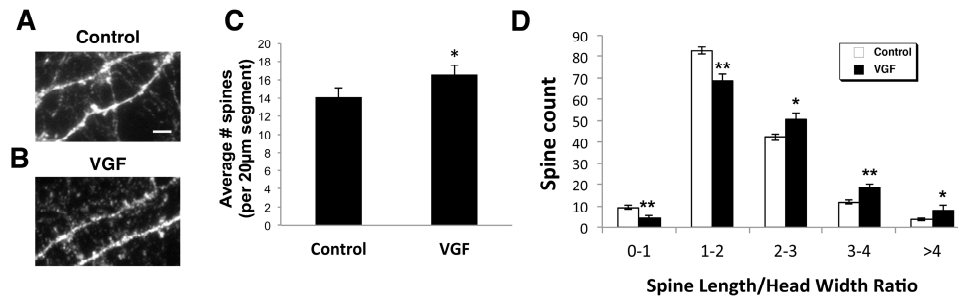 A
Control
B
VGF
C
Average # spines
(per 20µm segment)
20
18
16
14
12
10
8
6
4
2
0
*
Control
VGF
D
Spine count
90
80
70
60
50
40
30
20
10
0
**
**
*
**
*
Control
VGF
0-1
1-2
2-3
3-4
>4
Spine Length/Head Width Ratio